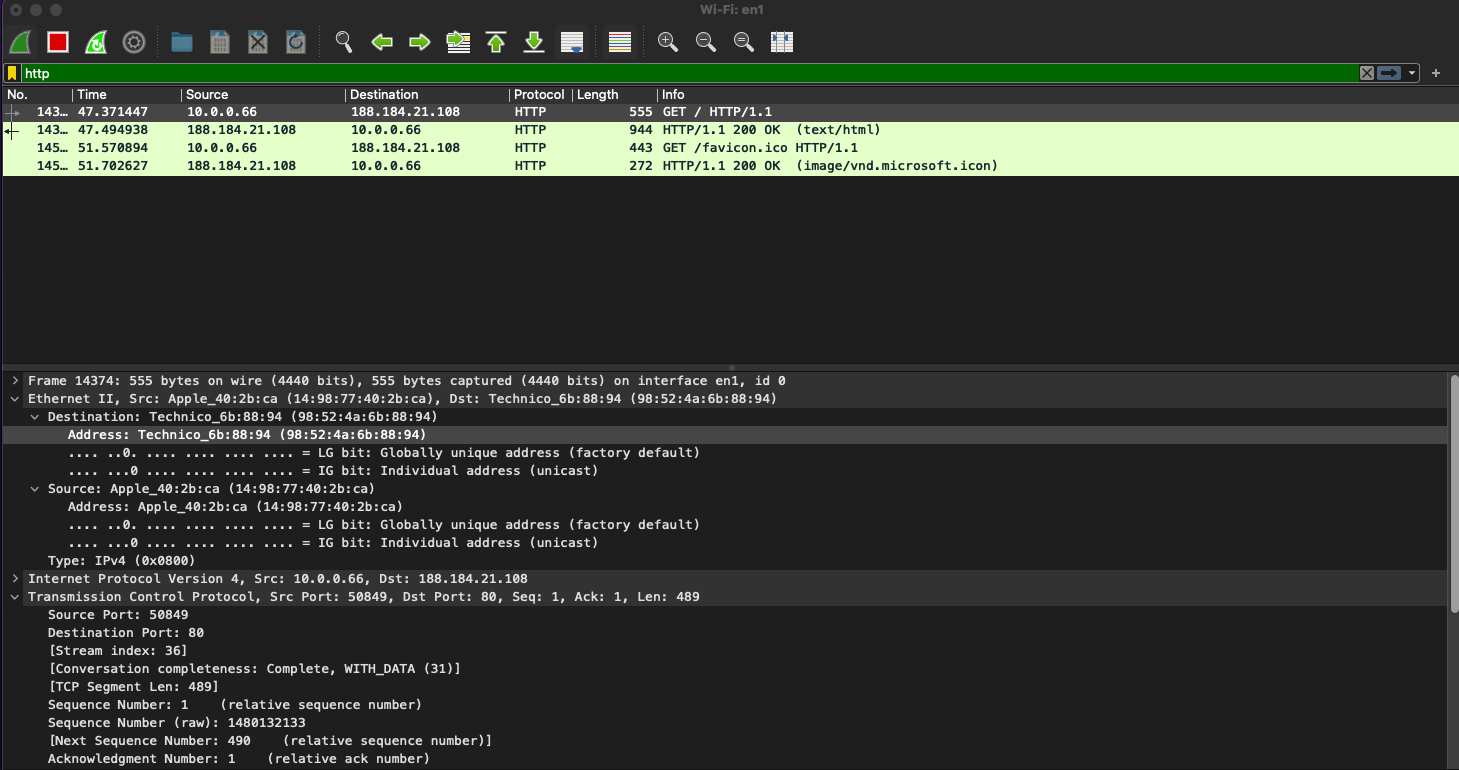 Wi-Fi: en1
http
No. Time Source Destination Protocol Length Info
143… 47.371447 10.0.0.66 188.184.21.108 HTTP 555 GET / HTTP/1.1
143… 47.494938 188.184.21.108 10.0.0.66 HTTP 944 HTTP/1.1 200 OK (text/html)
145… 51.570894 10.0.0.66 188.184.21.108 HTTP 443 GET /favicon.ico HTTP/1.1
145… 51.702627 188.184.21.108 10.0.0.66 HTTP 272 HTTP/1.1 200 OK (image/vnd.microsoft.icon)
Frame 14374: 555 bytes on wire (4440 bits), 555 bytes captured (4440 bits) on interface en1, id 0
Ethernet II, Src: Apple_40:2b:ca (14:98:77:40:2b:ca), Dst: Technico_6b:88:94 (98:52:4a:6b:88:94)
Destination: Technico_6b:88:94 (98:52:4a:6b:88:94)
Address: Technico_6b:88:94 (98:52:4a:6b:88:94)
.... ..0. .... .... .... .... = LG bit: Globally unique address (factory default)
.... ...0 .... .... .... .... = IG bit: Individual address (unicast)
Source: Apple_40:2b:ca (14:98:77:40:2b:ca)
Address: Apple_40:2b:ca (14:98:77:40:2b:ca)
.... ..0. .... .... .... .... = LG bit: Globally unique address (factory default)
.... ...0 .... .... .... .... = IG bit: Individual address (unicast)
Type: IPv4 (0x0800)
Internet Protocol Version 4, Src: 10.0.0.66, Dst: 188.184.21.108
Transmission Control Protocol, Src Port: 50849, Dst Port: 80, Seq: 1, Ack: 1, Len: 489
Source Port: 50849
Destination Port: 80
[Stream index: 36]
[Conversation completeness: Complete, WITH_DATA (31)]
[TCP Segment Len: 489]
Sequence Number: 1 (relative sequence number)
Sequence Number (raw): 1480132133
[Next Sequence Number: 490 (relative sequence number)]
Acknowledgment Number: 1 (relative ack number)